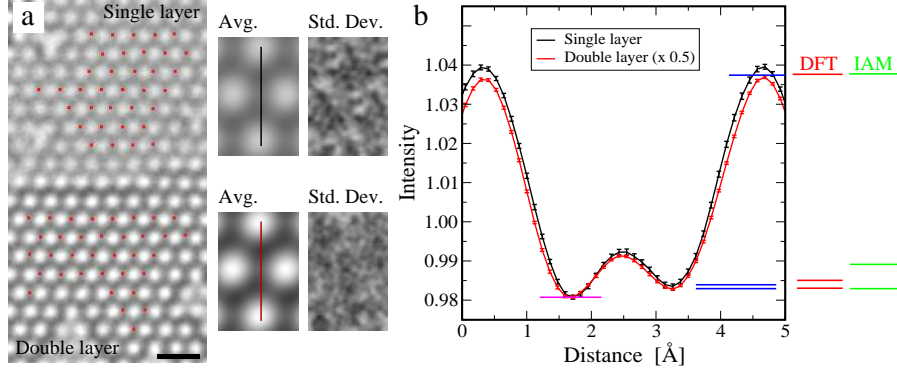 a
Single layer
Double layer
Avg.
Std. Dev.
Avg.
Std. Dev.
b
Single layer
Double layer (x 0.5)
DFT
IAM
Intensity
1.04
1.03
1.02
1.01
1.00
0.99
0.98
0
1
2
3
4
5
Distance [Å]